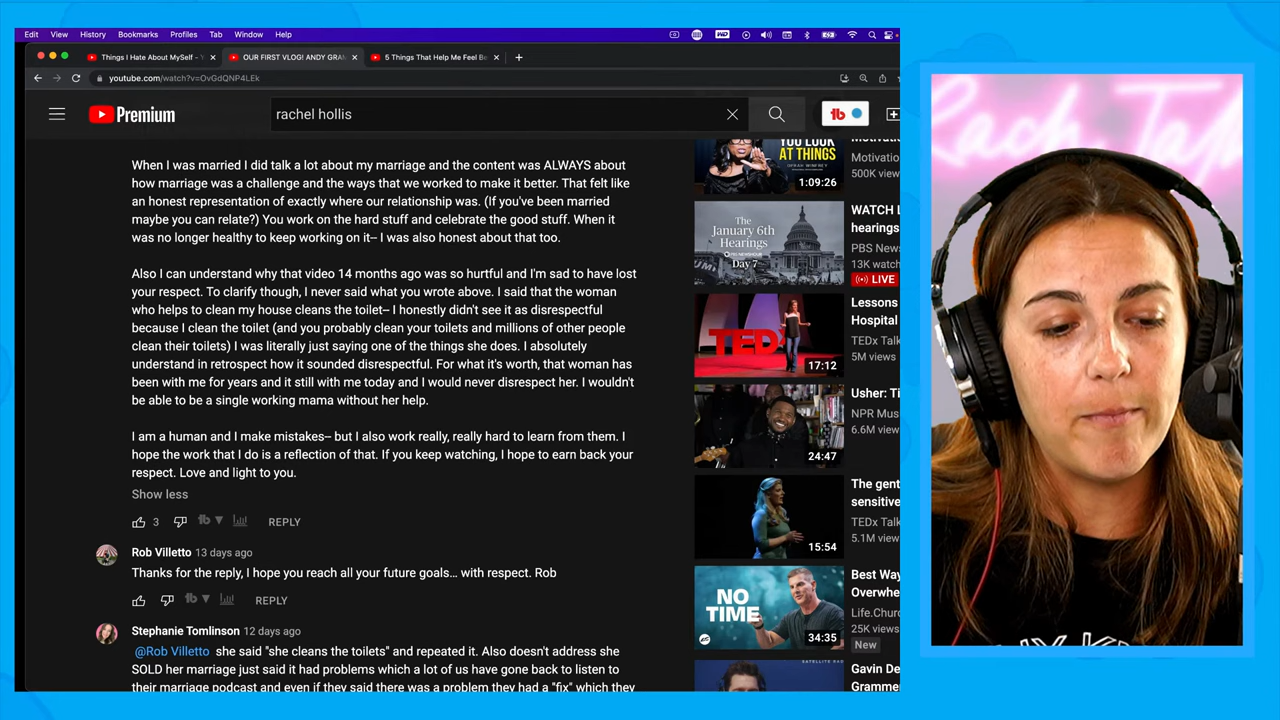 Edit View History Bookmarks Profiles Tab Window Help
Things I Hate About MySelf - Y
OUR FIRST VLOG! ANDY GRA
5 Things That Help Me Feel Be
youtube.com/watch?v=OvGdQNP4LEk
Premium
rachel hollis
When I was married I did talk a lot about my marriage and the content was ALWAYS about
how marriage was a challenge and the ways that we worked to make it better. That felt like
an honest representation of exactly where our relationship was. (If you've been married
maybe you can relate?) You work on the hard stuff and celebrate the good stuff. When it
was no longer healthy to keep working on it– I was also honest about that too.
Also I can understand why that video 14 months ago was so hurtful and I'm sad to have lost
your respect. To clarify though, I never said what you wrote above. I said that the woman
who helps to clean my house cleans the toilet– I honestly didn't see it as disrespectful
because I clean the toilet (and you probably clean your toilets and millions of other people
clean their toilets) I was literally just saying one of the things she does. I absolutely
understand in retrospect how it sounded disrespectful. For what it's worth, that woman has
been with me for years and it still with me today and I would never disrespect her. I wouldn't
be able to be a single working mama without her help.
I am a human and I make mistakes– but I also work really, really hard to learn from them. I
hope the work that I do is a reflection of that. If you keep watching, I hope to earn back your
respect. Love and light to you.
Show less
3
REPLY
Rob Villetto 13 days ago
Thanks for the reply, I hope you reach all your future goals… with respect. Rob
REPLY
Stephanie Tomlinson 12 days ago
@Rob Villetto she said "she cleans the toilets" and repeated it. Also doesn't address she
SOLD her marriage just said it had problems which a lot of us have gone back to listen to
their marriage podcast and even if they said there was a problem they had a "fix" which they
YOU LOOK
AT THINGS
1:09:26
Motivatio
500K view
The
January 6th
Hearings
Day 7
WATCH L
hearings
PBS News
13K watch
LIVE
TED
17:12
Lessons
Hospital
TEDx Talk
5M views
24:47
Usher: Ti
NPR Mus
6.6M view
15:54
The gent
sensitive
TEDx Talk
5.1M view
NO
TIME
34:35
Best Way
Overwhe
Life.Churc
25K views
New
Gavin De
Grammer
Rach Talk